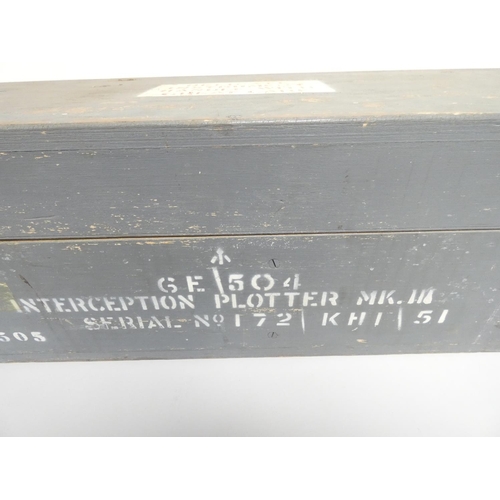 6E/504
INTERCEPTION PLOTTER MK. III
SERIAL Nº 172/KHI/51
505